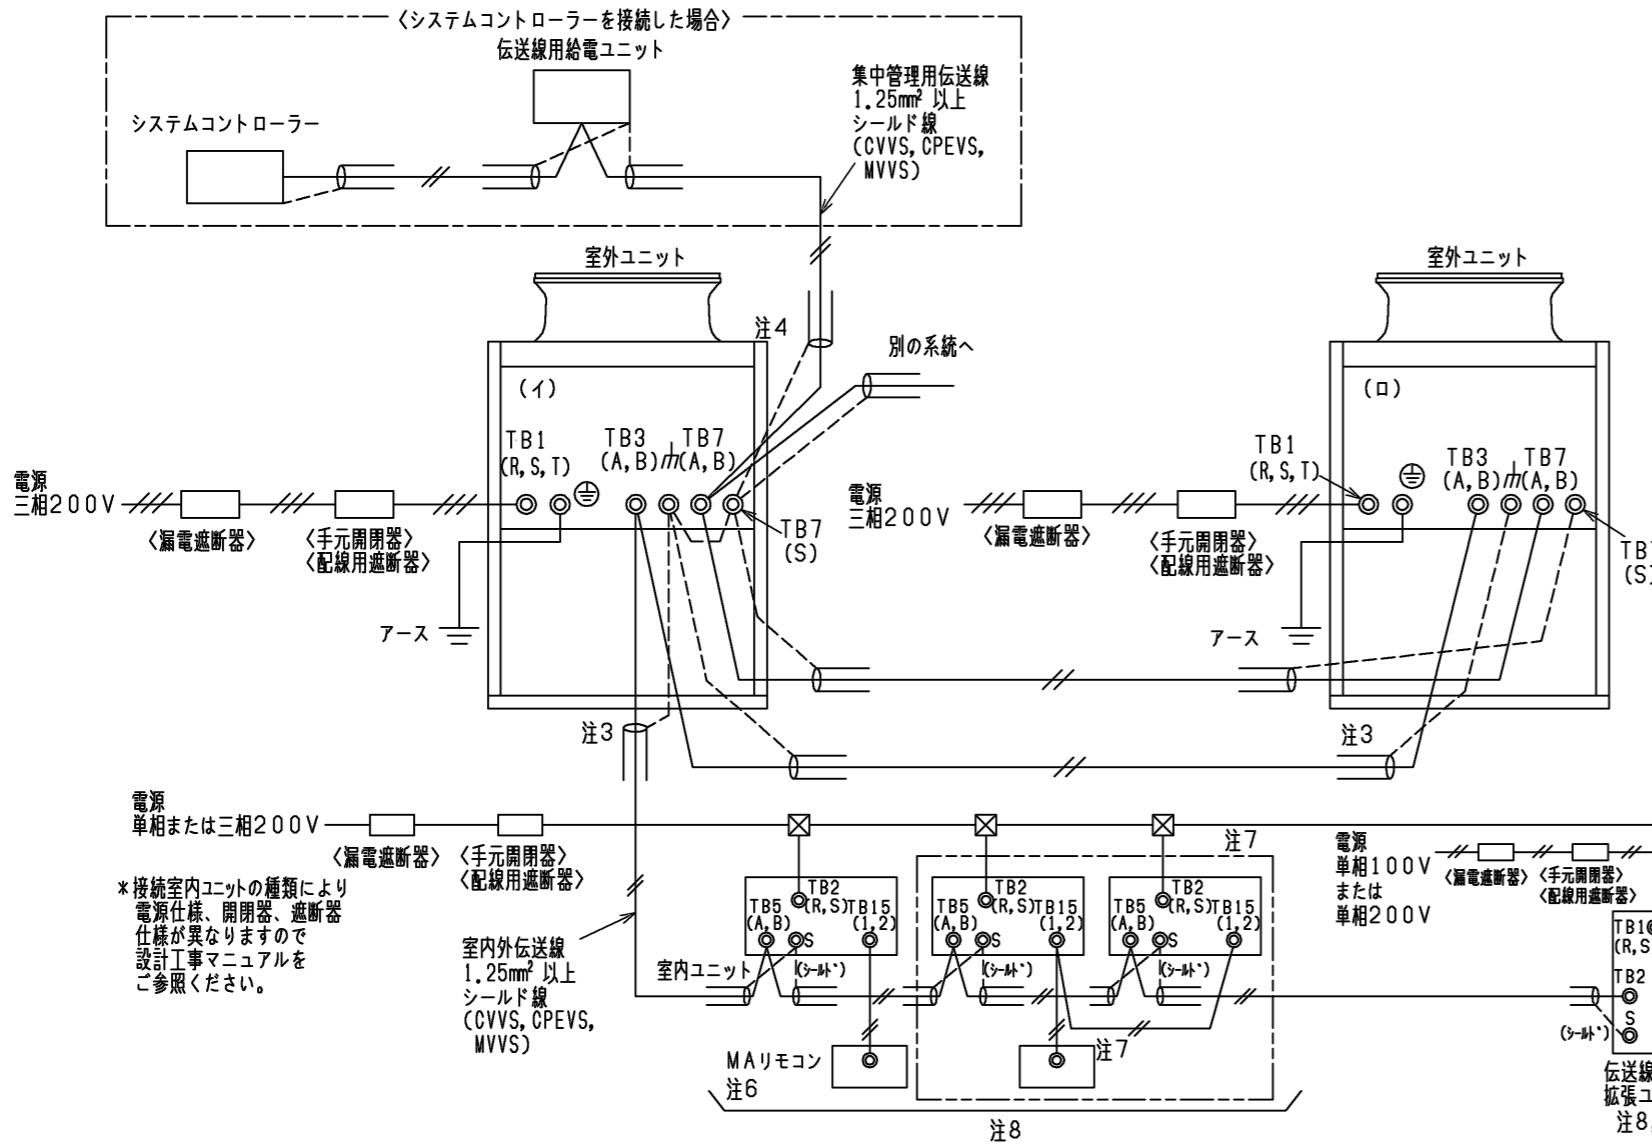 〈システムコントローラーを接続した場合〉
伝送線用給電ユニット
システムコントローラー
集中管理用伝送線
1.25mm² 以上
シールド線
(CVVS, CPEVS,
MVVS)
室外ユニット
注4
別の系統へ
(イ)
TB1
(R, S, T)
TB3
(A, B)
TB7
(A, B)
電源
三相200V
〈漏電遮断器〉
〈手元開閉器〉
〈配線用遮断器〉
TB7
(S)
アース
注3
室外ユニット
(ロ)
TB1
(R, S, T)
TB3
(A, B)
TB7
(A, B)
電源
三相200V
〈漏電遮断器〉
〈手元開閉器〉
〈配線用遮断器〉
(S)
アース
注3
電源
単相または三相200V
〈漏電遮断器〉
〈手元開閉器〉
〈配線用遮断器〉
*接続室内ユニットの種類により
電源仕様、開閉器、遮断器
仕様が異なりますので
設計工事マニュアルを
ご参照ください。
室内外伝送線
1.25mm² 以上
シールド線
(CVVS, CPEVS,
MVVS)
室内ユニット
TB2
(R, S)
TB5
(A, B)
TB15
(1, 2)
S
(シールド)
MAリモコン
注6
注7
TB2
(R, S)
TB5
(A, B)
TB15
(1, 2)
S
(シールド)
注7
TB2
(R, S)
TB5
(A, B)
TB15
(1, 2)
S
(シールド)
注8
電源
単相100V
または
単相200V
〈漏電遮断器〉
〈手元開閉器〉
〈配線用遮断器〉
TB1
(R, S
TB2
S
(シールド)
伝送線
拡張ユ
注8